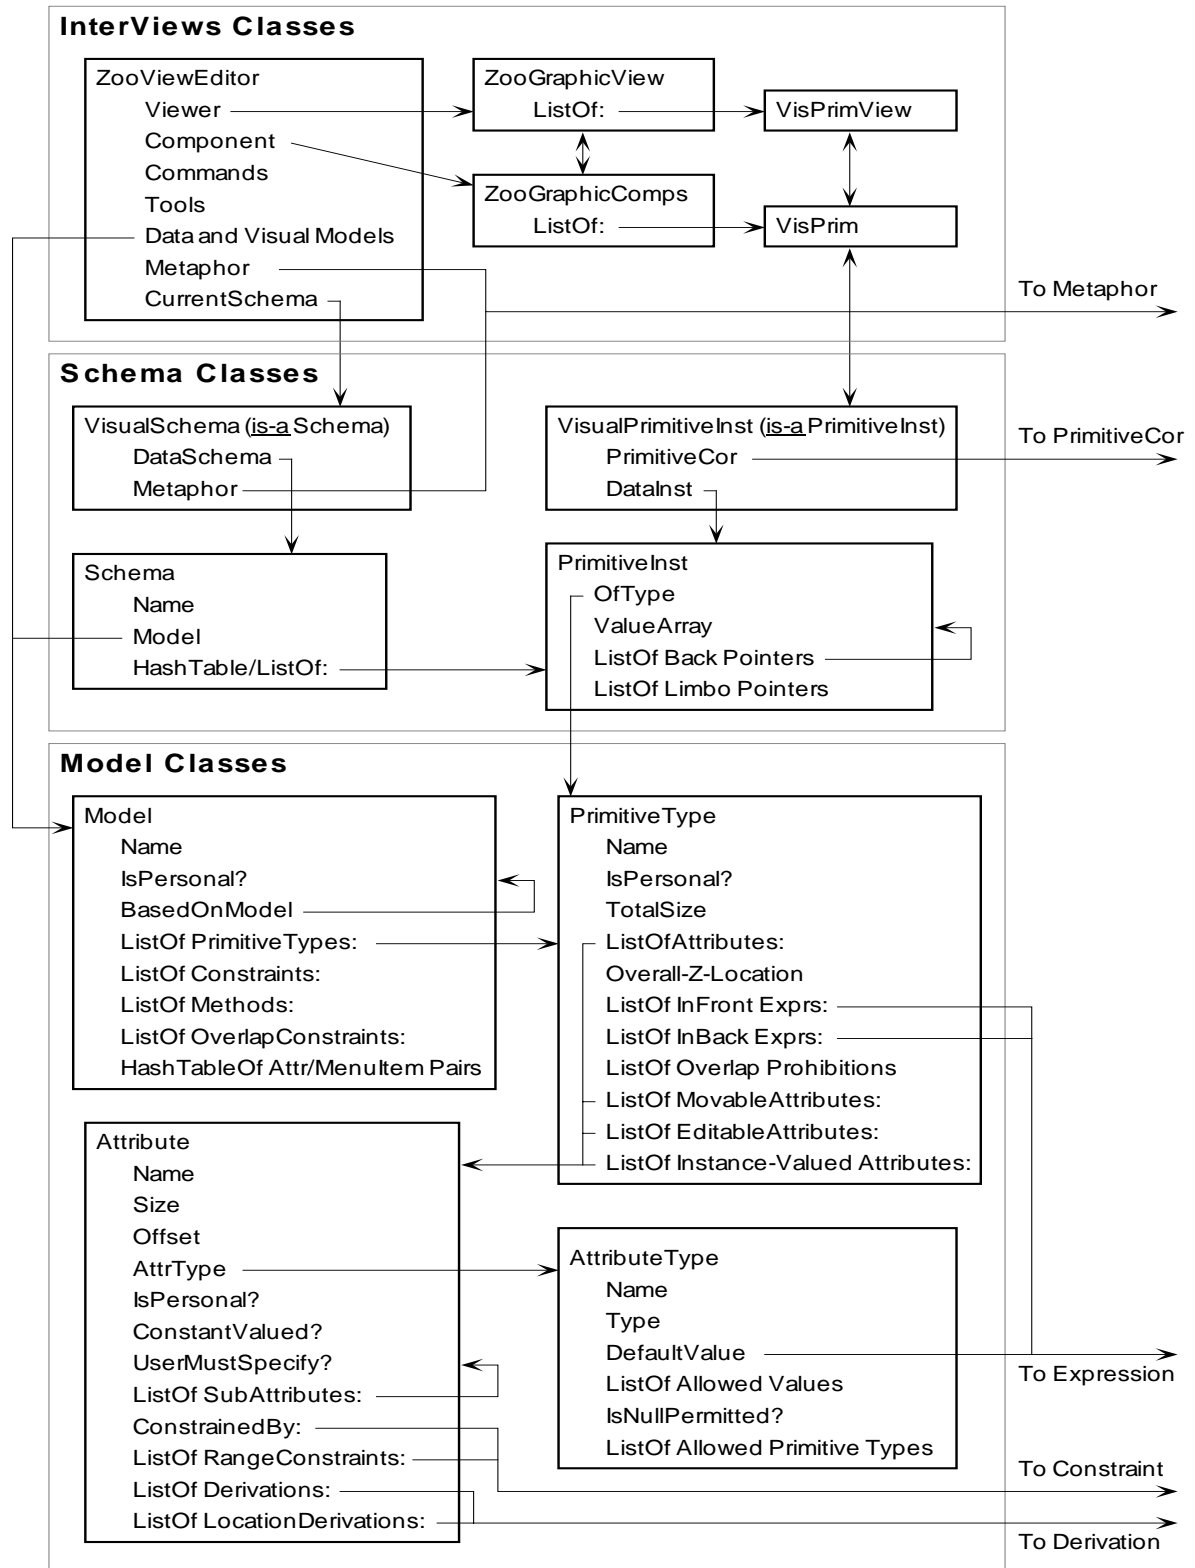 InterViews Classes
ZooViewEditor
Viewer
Component
Commands
Tools
Data and Visual Models
Metaphor
CurrentSchema
ZooGraphicView
ListOf:
VisPrimView
ZooGraphicComps
ListOf:
VisPrim
To Metaphor
Schema Classes
VisualSchema (is-a Schema)
DataSchema
Metaphor
VisualPrimitiveInst (is-a PrimitiveInst)
PrimitiveCor
DataInst
To PrimitiveCor
Schema
Name
Model
HashTable/ListOf:
PrimitiveInst
OfType
ValueArray
ListOf Back Pointers
ListOf Limbo Pointers
Model Classes
Model
Name
IsPersonal?
BasedOnModel
ListOf PrimitiveTypes:
ListOf Constraints:
ListOf Methods:
ListOf OverlapConstraints:
HashTableOf Attr/MenuItem Pairs
PrimitiveType
Name
IsPersonal?
TotalSize
ListOfAttributes:
Overall-Z-Location
ListOf InFront Exprs:
ListOf InBack Exprs:
ListOf Overlap Prohibitions
ListOf MovableAttributes:
ListOf EditableAttributes:
ListOf Instance-Valued Attributes:
Attribute
Name
Size
Offset
AttrType
IsPersonal?
ConstantValued?
UserMustSpecify?
ListOf SubAttributes:
ConstrainedBy:
ListOf RangeConstraints:
ListOf Derivations:
ListOf LocationDerivations:
AttributeType
Name
Type
DefaultValue
ListOf Allowed Values
IsNullPermitted?
ListOf Allowed Primitive Types
To Expression
To Constraint
To Derivation